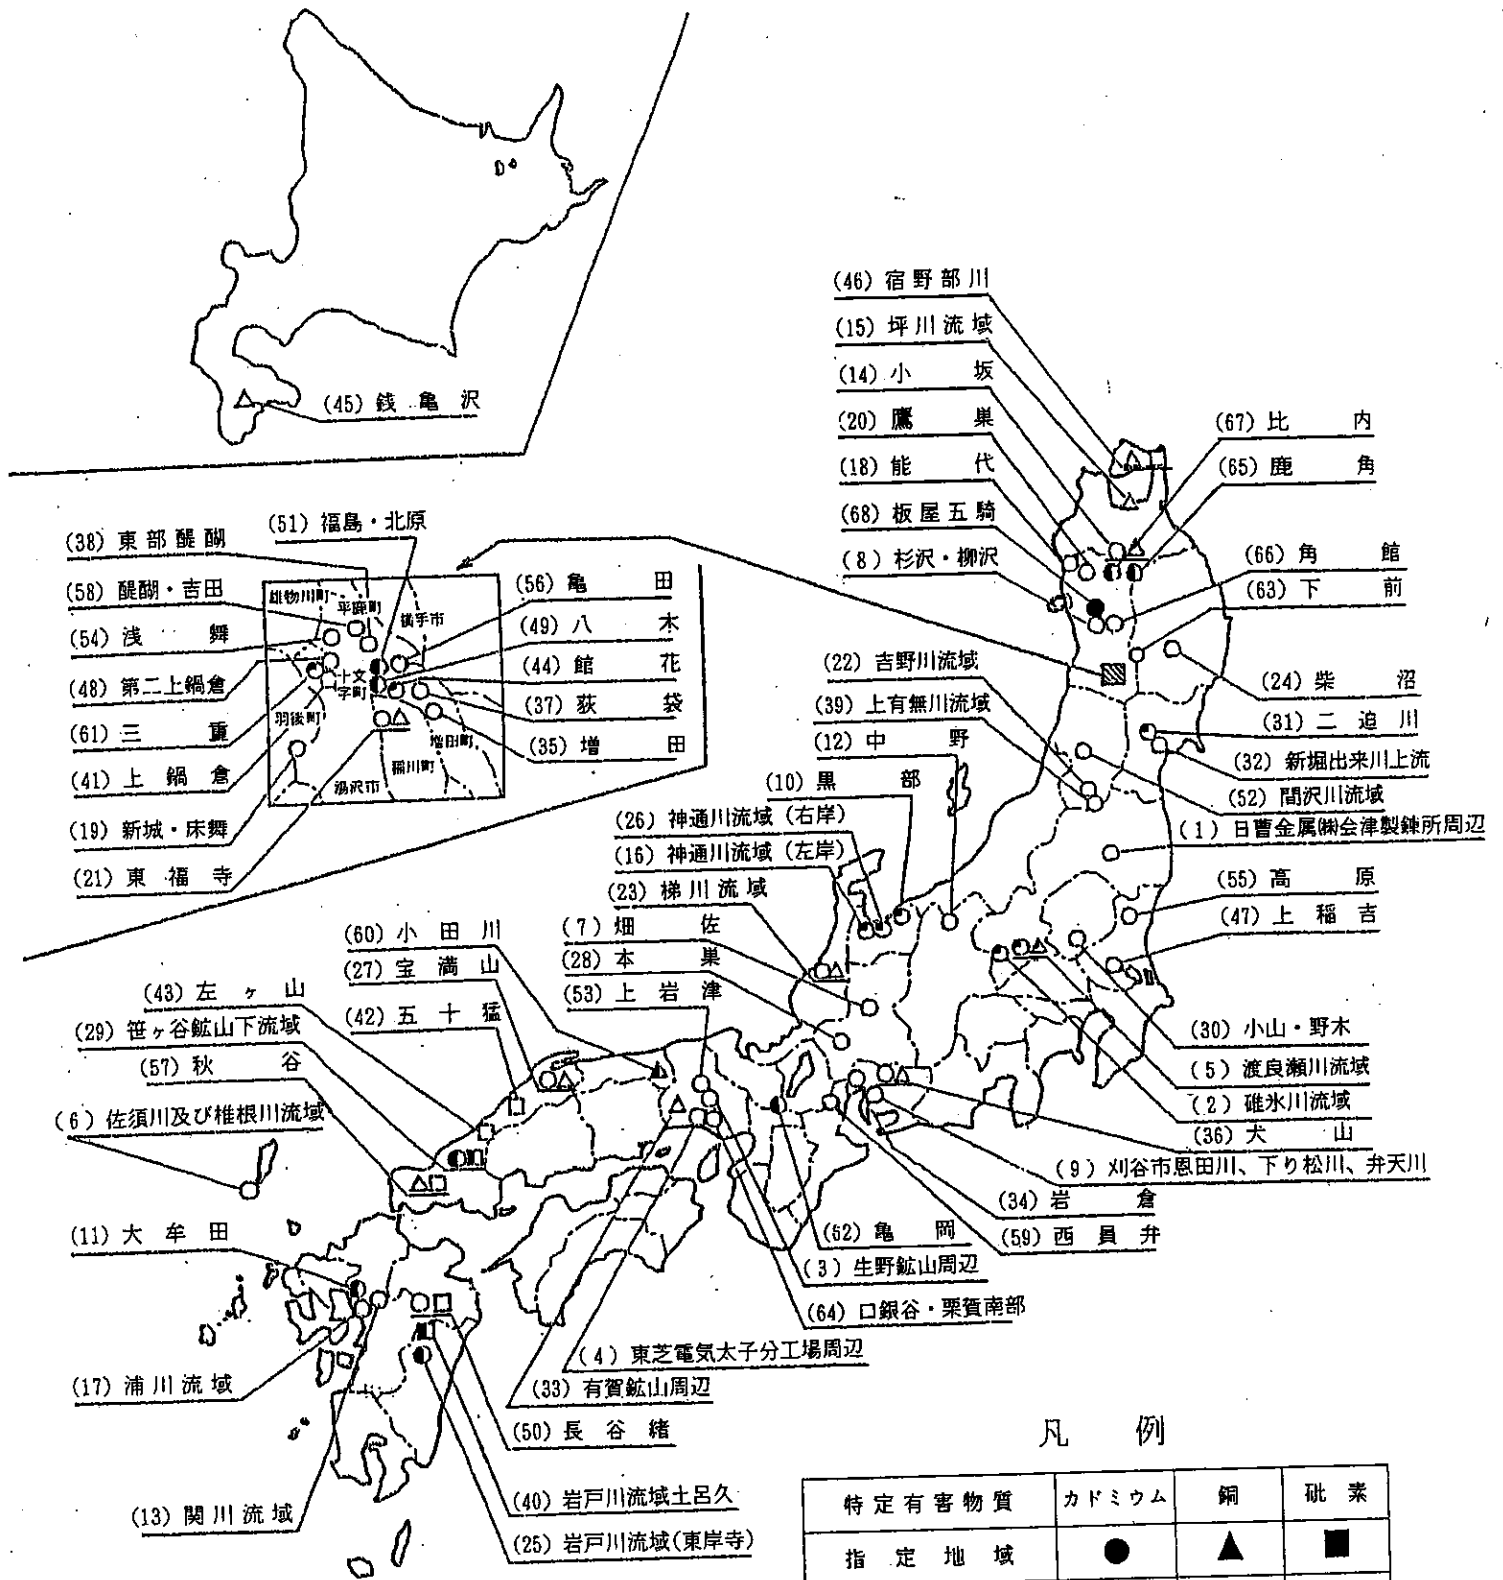 (45) 銭亀沢
(46) 宿野部川
(15) 坪川流域
(14) 小坂
(20) 鷹巣
(18) 能代
(68) 板屋五騎
(8) 杉沢・柳沢
(67) 比内
(65) 鹿角
(66) 角館
(63) 下前
(24) 柴沼
(31) 二迫川
(32) 新堀出来川上流
(52) 間沢川流域
(1) 日曹金属㈱会津製錬所周辺
(55) 高原
(47) 上稲吉
(22) 吉野川流域
(39) 上有無川流域
(12) 中野
(10) 黒部
(26) 神通川流域(右岸)
(16) 神通川流域(左岸)
(23) 梯川流域
(7) 畑佐
(28) 本巣
(53) 上岩津
(38) 東部醍醐
(51) 福島・北原
(58) 醍醐・吉田
(54) 浅舞
(48) 第二上鍋倉
(61) 三重
(41) 上鍋倉
(19) 新城・床舞
(21) 東福寺
(56) 亀田
(49) 八木
(44) 館花
(37) 荻袋
(35) 増田
雄物川町
平鹿町
横手市
十文字町
羽後町
増田町
稲川町
湯沢市
(60) 小田川
(27) 宝満山
(42) 五十猛
(43) 左ヶ山
(29) 笹ヶ谷鉱山下流域
(57) 秋谷
(6) 佐須川及び椎根川流域
(11) 大牟田
(17) 浦川流域
(13) 関川流域
(30) 小山・野木
(5) 渡良瀬川流域
(2) 碓氷川流域
(36) 犬山
(9) 刈谷市恩田川、下り松川、弁天川
(34) 岩倉
(59) 西員弁
(62) 亀岡
(3) 生野鉱山周辺
(64) 口銀谷・栗賀南部
(4) 東芝電気太子分工場周辺
(33) 有賀鉱山周辺
(50) 長谷緒
(40) 岩戸川流域土呂久
(25) 岩戸川流域(東岸寺)
凡例
特定有害物質 カドミウム 銅 砒素
指定地域 ● ▲ ■